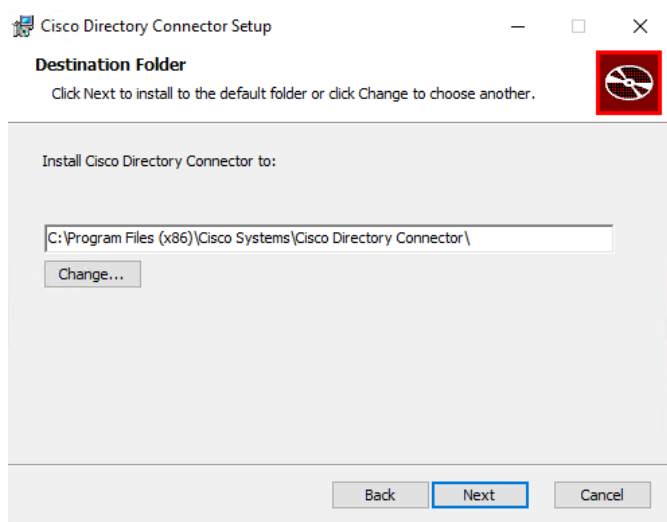 Cisco Directory Connector Setup
Destination Folder
Click Next to install to the default folder or click Change to choose another.
Install Cisco Directory Connector to:
C:\Program Files (x86)\Cisco Systems\Cisco Directory Connector\
Change...
Back Next Cancel